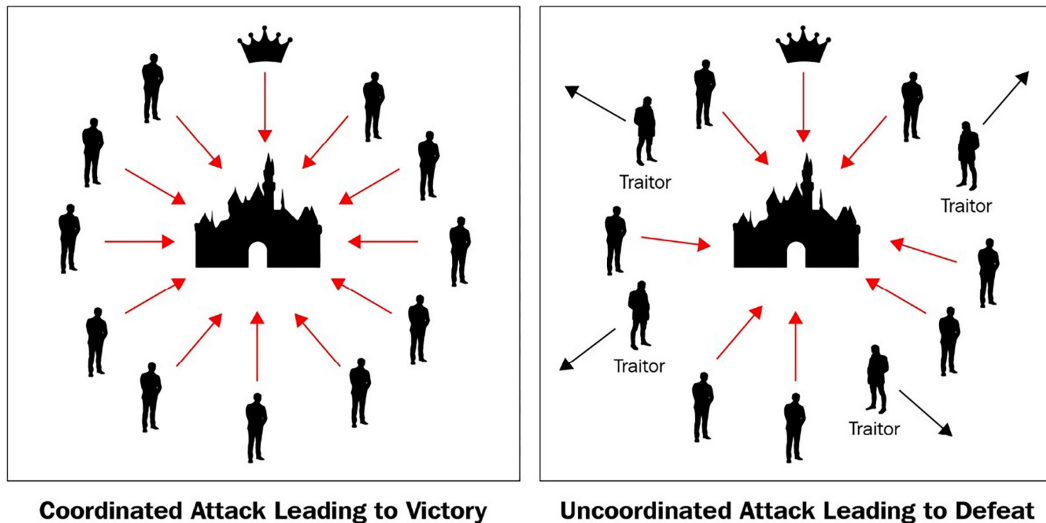 Traitor
Traitor
Traitor
Traitor
Coordinated Attack Leading to Victory
Uncoordinated Attack Leading to Defeat